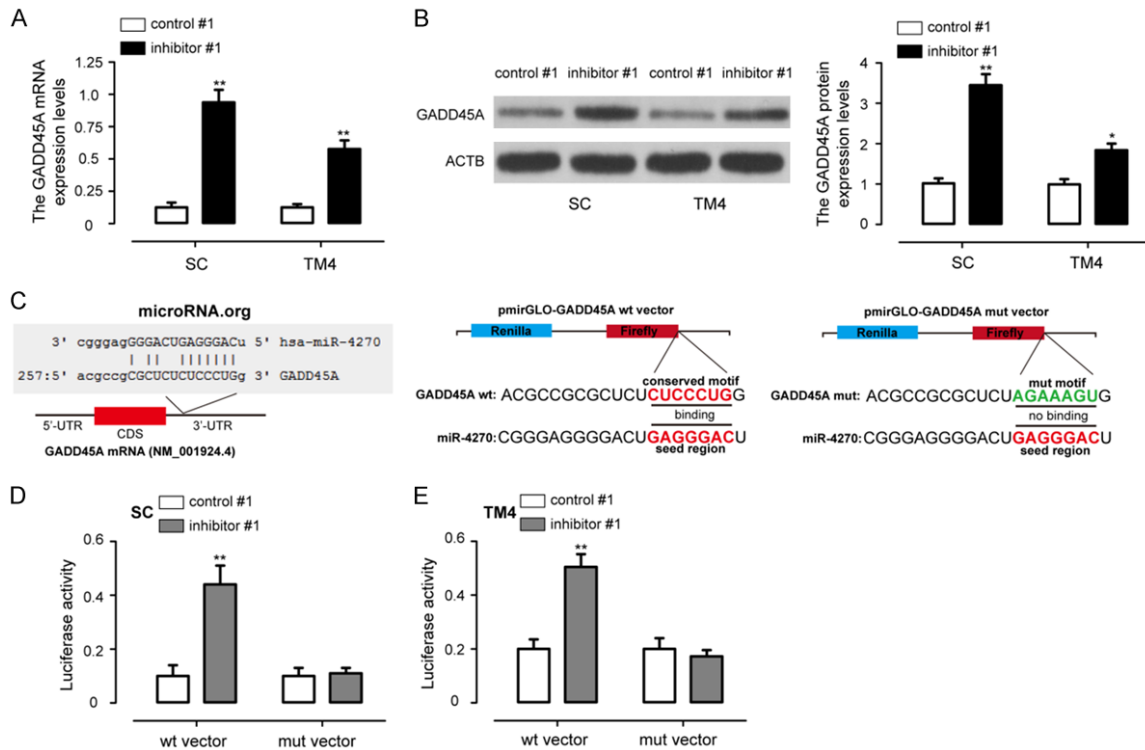 A
control #1
inhibitor #1
The GADD45A mRNA
expression levels
1.25
1.0
0.75
0.5
0.25
0
**
**
SC
TM4
B
control #1 inhibitor #1 control #1 inhibitor #1
GADD45A
ACTB
SC
TM4
control #1
inhibitor #1
The GADD45A protein
expression levels
4
3
2
1
0
**
*
SC
TM4
C
microRNA.org
3' cgggagGGGACUGAGGGACu 5' hsa-miR-4270
| || |||||||
257:5' acgccgCGCUCUCUCCCUGg 3' GADD45A
5'-UTR
CDS
3'-UTR
GADD45A mRNA (NM_001924.4)
pmirGLO-GADD45A wt vector
Renilla
Firefly
conserved motif
GADD45A wt: ACGCCGCGCUCUCUCCCUGG
binding
miR-4270: CGGGAGGGGACUGAGGGACU
seed region
pmirGLO-GADD45A mut vector
Renilla
Firefly
mut motif
GADD45A mut: ACGCCGCGCUCUAGAAAGUG
no binding
miR-4270: CGGGAGGGGACUGAGGGACU
seed region
D
SC
control #1
inhibitor #1
Luciferase activity
0.6
0.4
0.2
0
**
wt vector
mut vector
E
TM4
control #1
inhibitor #1
Luciferase activity
0.6
0.4
0.2
0
**
wt vector
mut vector